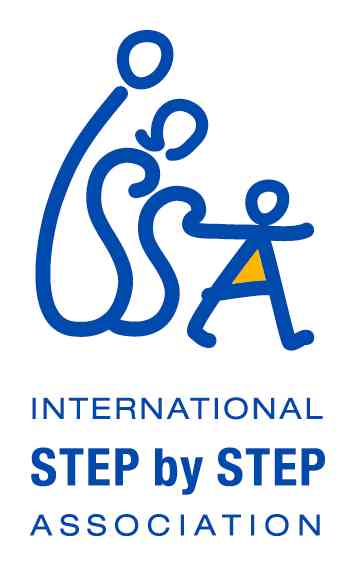 INTERNATIONAL
STEP by STEP
ASSOCIATION